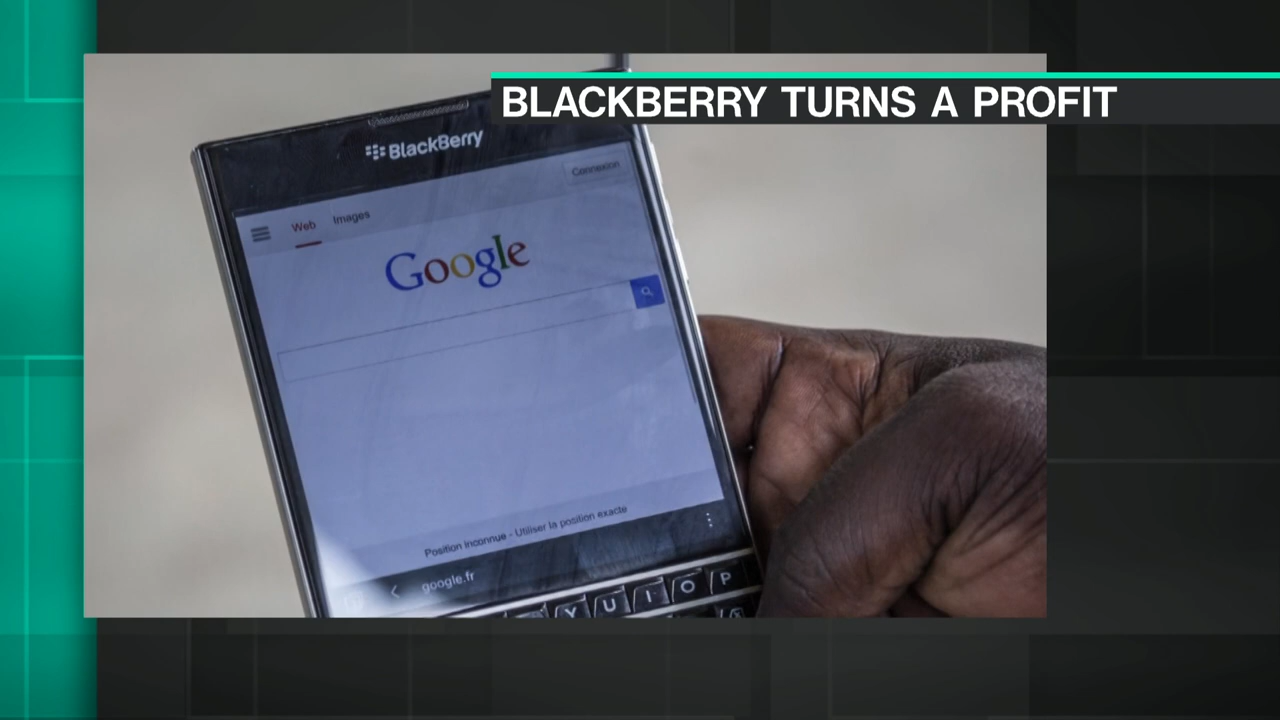 BLACKBERRY TURNS A PROFIT
BlackBerry
Connexion
Web Images
Google
Position inconnue - Utiliser la position exacte
google.fr
Y U I O P